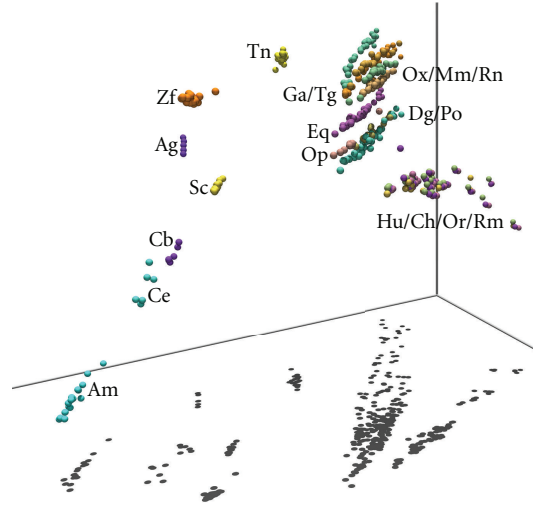 Tn
Ox/Mm/Rn
Zf
Ga/Tg
Dg/Po
Eq
Ag
Op
Sc
Hu/Ch/Or/Rm
Cb
Ce
Am